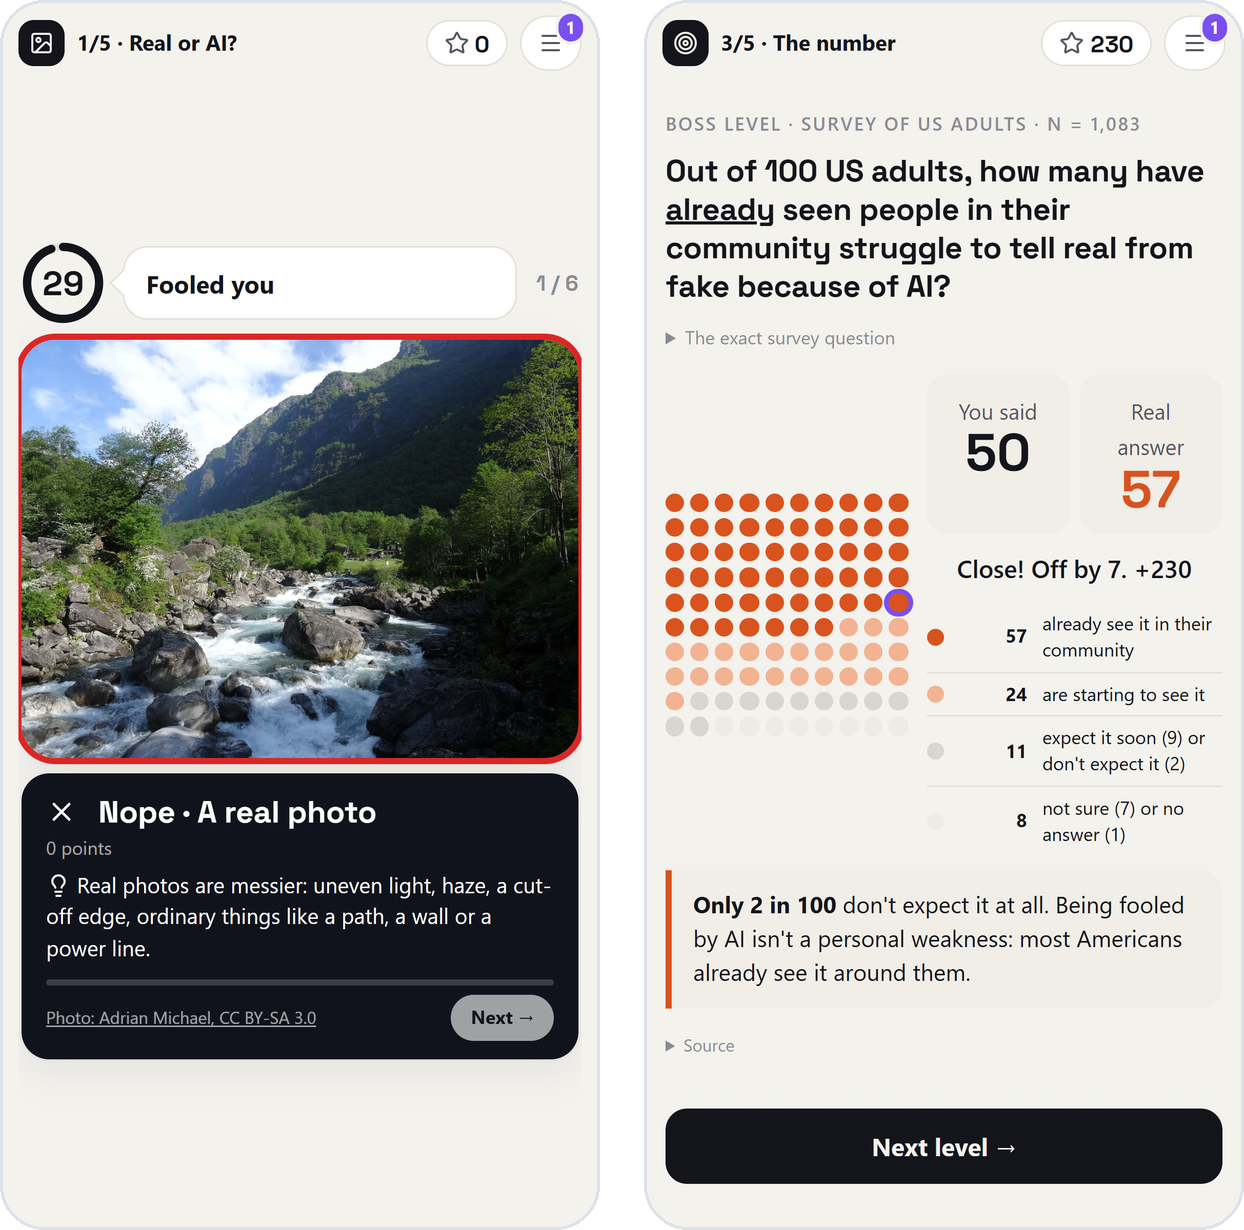 1/5 · Real or AI?
0
1
29
Fooled you
1 / 6
Nope · A real photo
0 points
Real photos are messier: uneven light, haze, a cut-
off edge, ordinary things like a path, a wall or a
power line.
Photo: Adrian Michael, CC BY-SA 3.0
Next →
3/5 · The number
230
1
BOSS LEVEL · SURVEY OF US ADULTS · N = 1,083
Out of 100 US adults, how many have
already seen people in their
community struggle to tell real from
fake because of AI?
The exact survey question
You said
50
Real
answer
57
Close! Off by 7. +230
57 already see it in their
community
24 are starting to see it
11 expect it soon (9) or
don't expect it (2)
8 not sure (7) or no
answer (1)
Only 2 in 100 don't expect it at all. Being fooled
by AI isn't a personal weakness: most Americans
already see it around them.
Source
Next level →